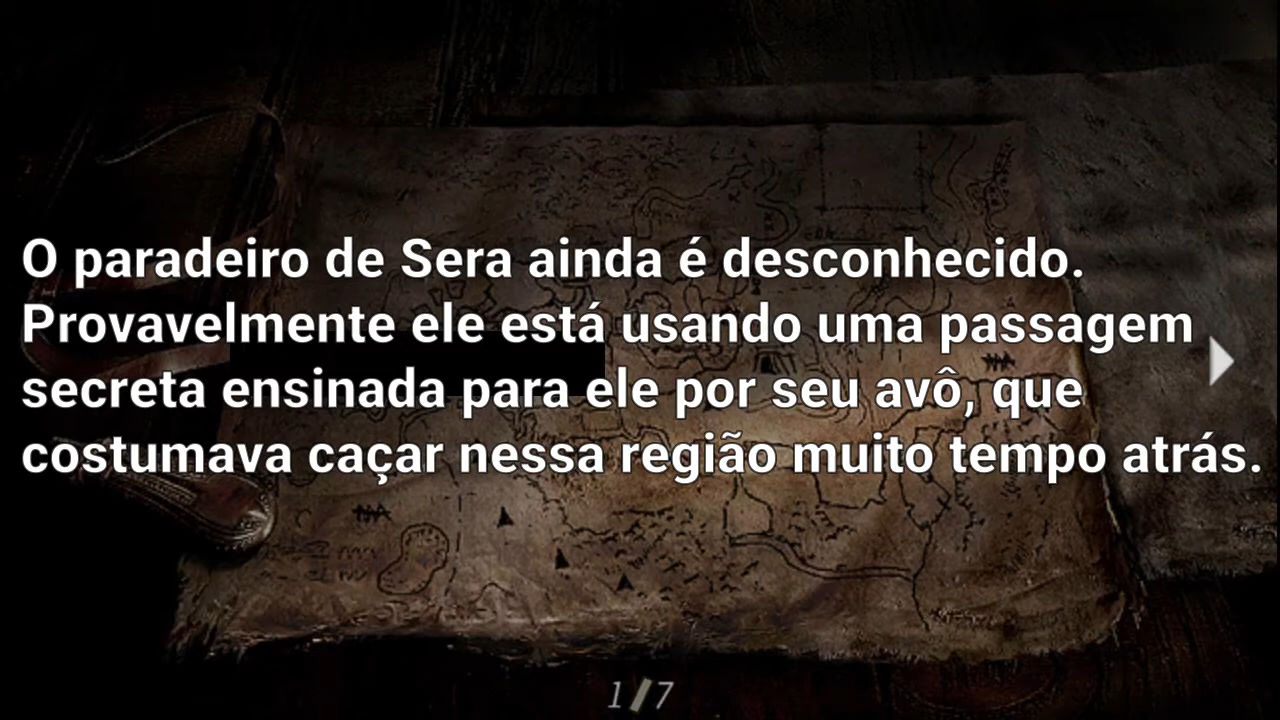 O paradeiro de Sera ainda é desconhecido.
Provavelmente ele está usando uma passagem
secreta ensinada para ele por seu avô, que
costumava caçar nessa região muito tempo atrás.
1/7